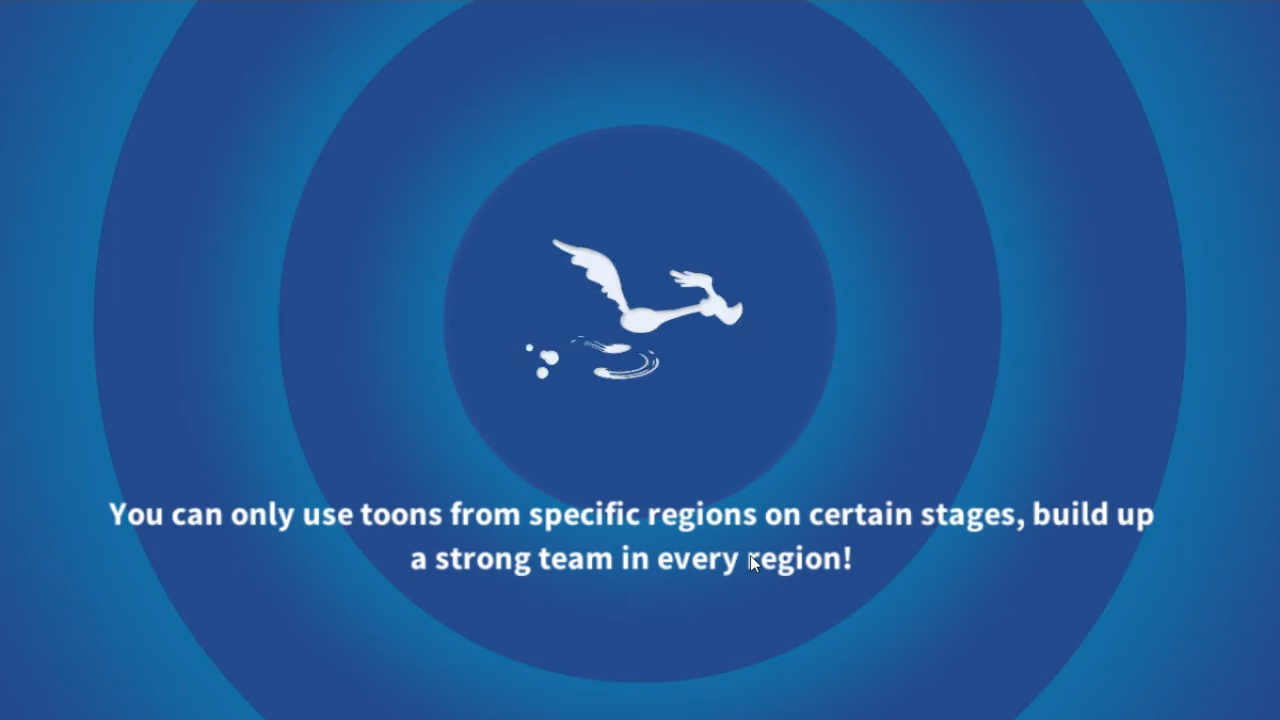 You can only use toons from specific regions on certain stages, build up
a strong team in every region!